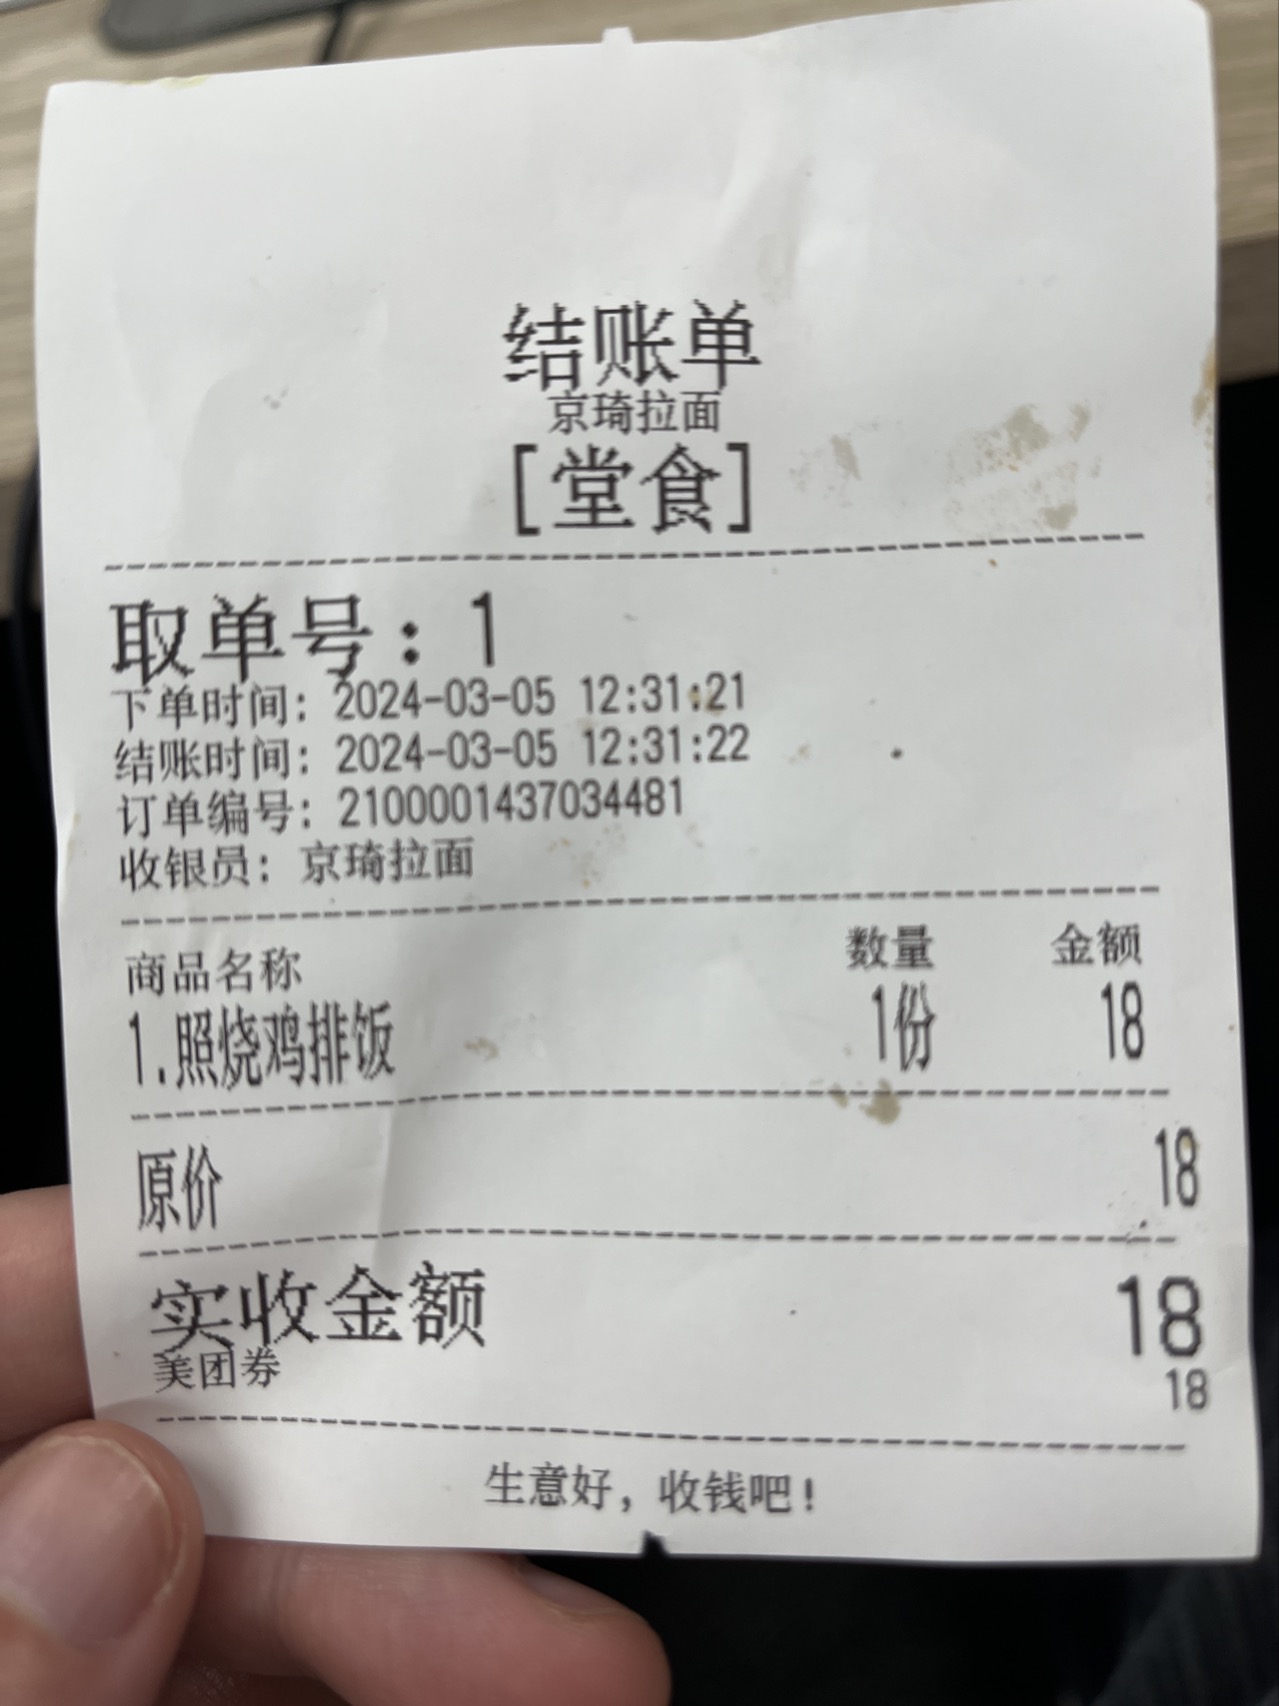 结账单
京琦拉面
[堂食]
取单号：1
下单时间：2024-03-05 12:31:21
结账时间：2024-03-05 12:31:22
订单编号：2100001437034481
收银员：京琦拉面
商品名称 数量 金额
1.照烧鸡排饭 1份 18
原价 18
实收金额 18
美团券 18
生意好，收钱吧！